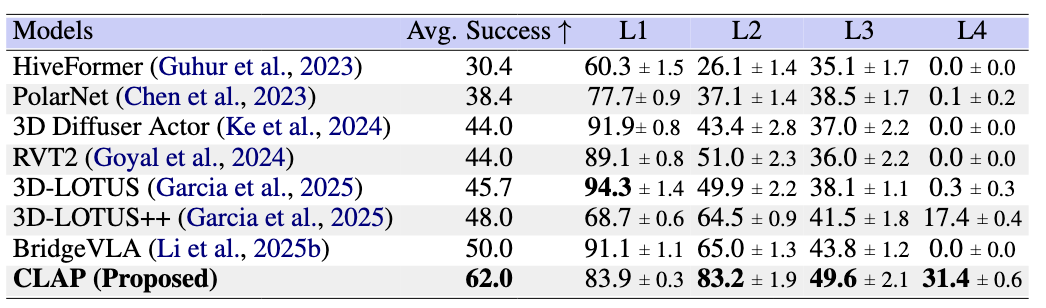 Models Avg. Success ↑ L1 L2 L3 L4
HiveFormer (Guhur et al., 2023) 30.4 60.3 ± 1.5 26.1 ± 1.4 35.1 ± 1.7 0.0 ± 0.0
PolarNet (Chen et al., 2023) 38.4 77.7± 0.9 37.1 ± 1.4 38.5 ± 1.7 0.1 ± 0.2
3D Diffuser Actor (Ke et al., 2024) 44.0 91.9± 0.8 43.4 ± 2.8 37.0 ± 2.2 0.0 ± 0.0
RVT2 (Goyal et al., 2024) 44.0 89.1 ± 0.8 51.0 ± 2.3 36.0 ± 2.2 0.0 ± 0.0
3D-LOTUS (Garcia et al., 2025) 45.7 94.3 ± 1.4 49.9 ± 2.2 38.1 ± 1.1 0.3 ± 0.3
3D-LOTUS++ (Garcia et al., 2025) 48.0 68.7 ± 0.6 64.5 ± 0.9 41.5 ± 1.8 17.4 ± 0.4
BridgeVLA (Li et al., 2025b) 50.0 91.1 ± 1.1 65.0 ± 1.3 43.8 ± 1.2 0.0 ± 0.0
CLAP (Proposed) 62.0 83.9 ± 0.3 83.2 ± 1.9 49.6 ± 2.1 31.4 ± 0.6